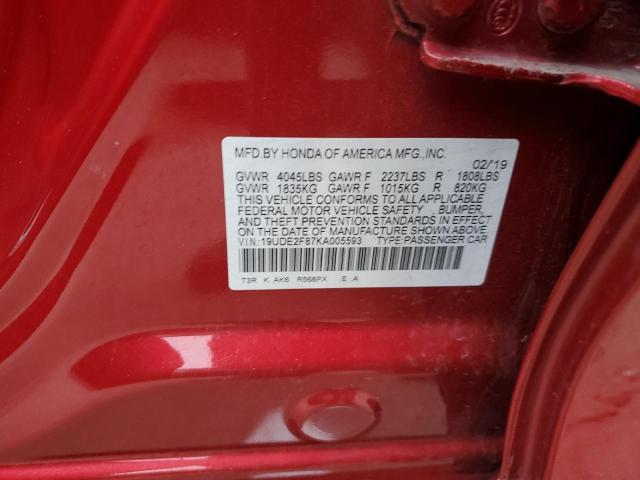 MFD.BY HONDA OF AMERICA MFG.,INC.
02/'19
GVWR 4045LBS GAWR F 2237LBS R 1808LBS
GVWR 1835KG GAWR F 1015KG R 820KG
THIS VEHICLE CONFORMS TO ALL APPLICABLE
FEDERAL MOTOR VEHICLE SAFETY , BUMPER,
AND THEFT PREVENTION STANDARDS IN EFFECT
ON THE DATE OF MANUFACTURE SHOWN ABOVE.
V.I.N.:19UDE2F87KA005593 TYPE:PASSENGER CAR
T3R K AK6 R568PX .E .A